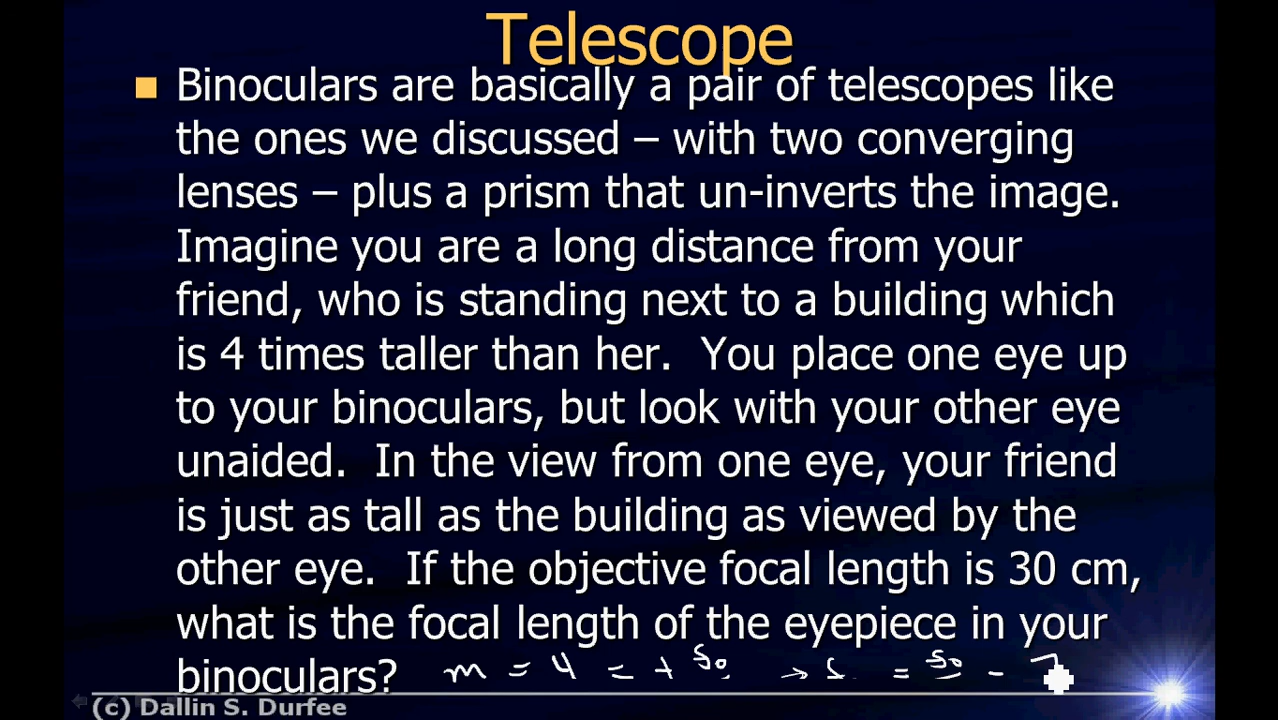 Telescope
Binoculars are basically a pair of telescopes like
the ones we discussed – with two converging
lenses – plus a prism that un-inverts the image.
Imagine you are a long distance from your
friend, who is standing next to a building which
is 4 times taller than her. You place one eye up
to your binoculars, but look with your other eye
unaided. In the view from one eye, your friend
is just as tall as the building as viewed by the
other eye. If the objective focal length is 30 cm,
what is the focal length of the eyepiece in your
binoculars? m = 4 = +
(c) Dallin S. Durfee